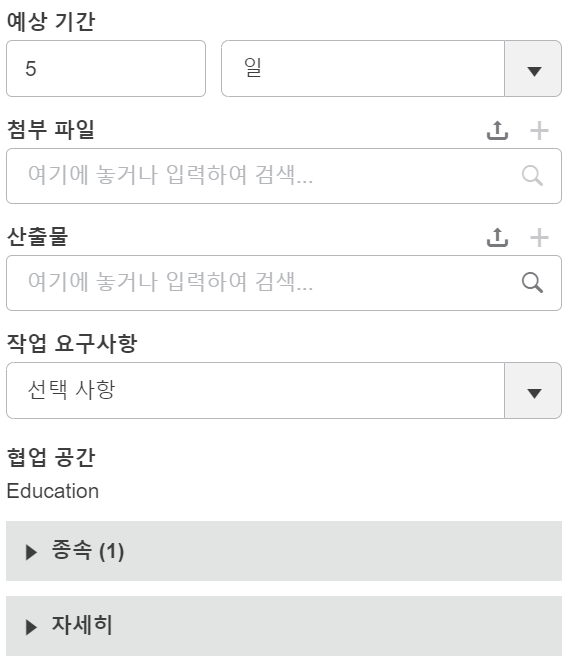 예상 기간
5
일
첨부 파일
여기에 놓거나 입력하여 검색...
산출물
여기에 놓거나 입력하여 검색...
작업 요구사항
선택 사항
협업 공간
Education
종속 (1)
자세히